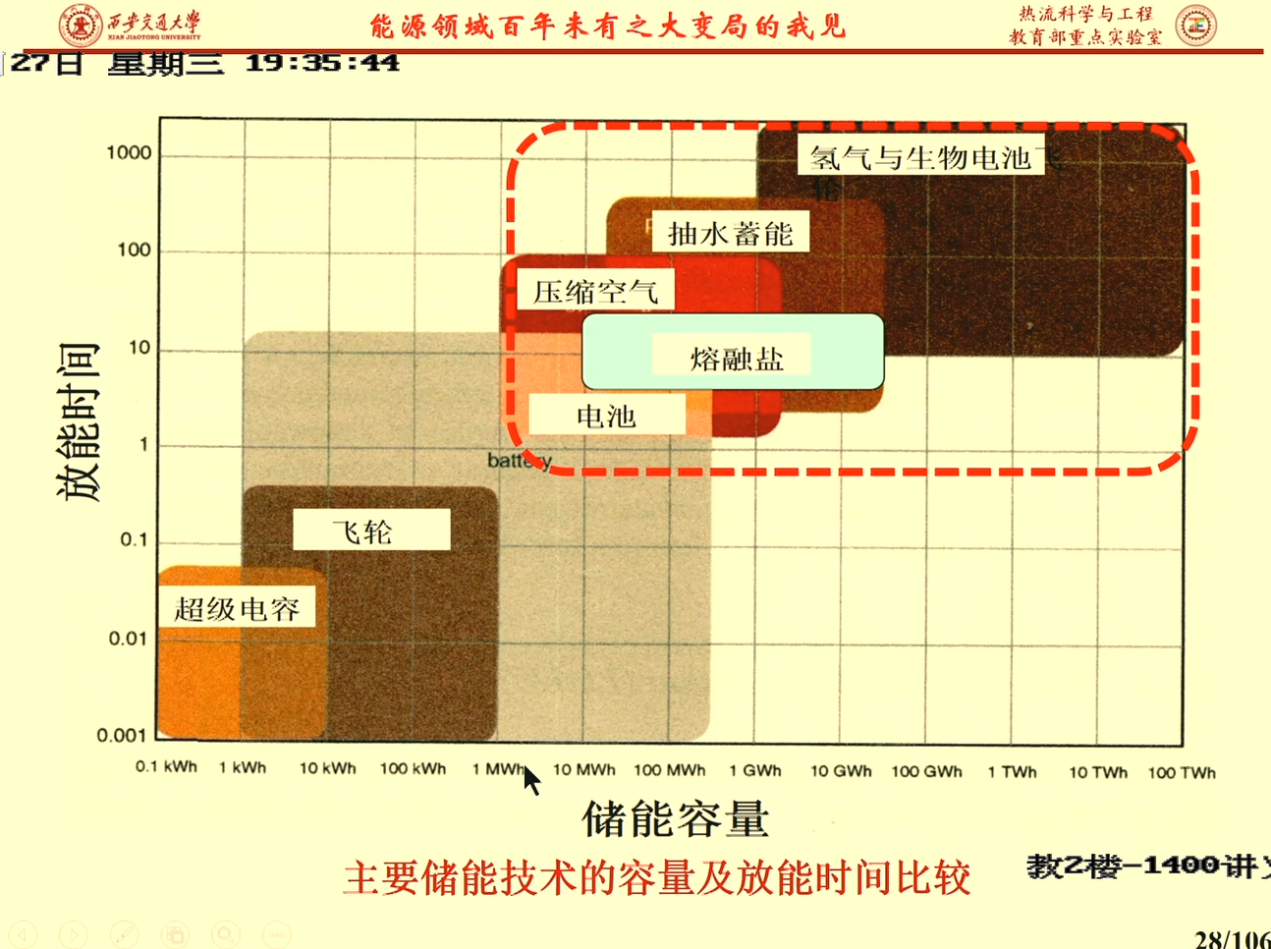 西安交通大学
XIAN JIAOTONG UNIVERSITY
能源领域百年未有之大变局的我见
热流科学与工程
教育部重点实验室
27日 星期三 19:35:44
1000
100
10
1
0.1
0.01
0.001
放能时间
氢气与生物电池飞
轮
抽水蓄能
压缩空气
熔融盐
电池
battery
飞轮
超级电容
0.1 kWh 1 kWh 10 kWh 100 kWh 1 MWh 10 MWh 100 MWh 1 GWh 10 GWh 100 GWh 1 TWh 10 TWh 100 TWh
储能容量
主要储能技术的容量及放能时间比较
教2楼-1400讲
28/106